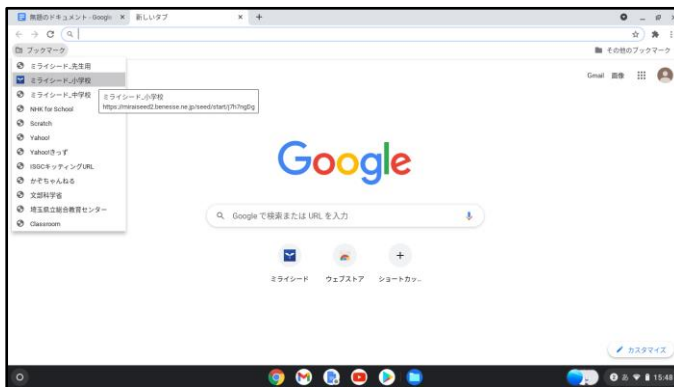 無題のドキュメント - Google
新しいタブ
ブックマーク
その他のブックマーク
ミライシード_先生用
ミライシード_小学校
ミライシード_中学校
ミライシード_小学校
https://miraiseed2.benesse.ne.jp/seed/start/j7h7ngDg
NHK for School
Scratch
Yahoo!
Yahoo!きっず
ISGCキッティングURL
かぞちゃんねる
文部科学省
埼玉県立総合教育センター
Classroom
Gmail 画像
Google
Google で検索または URL を入力
ミライシード
ウェブストア
ショートカッ...
カスタマイズ
あ
15:48